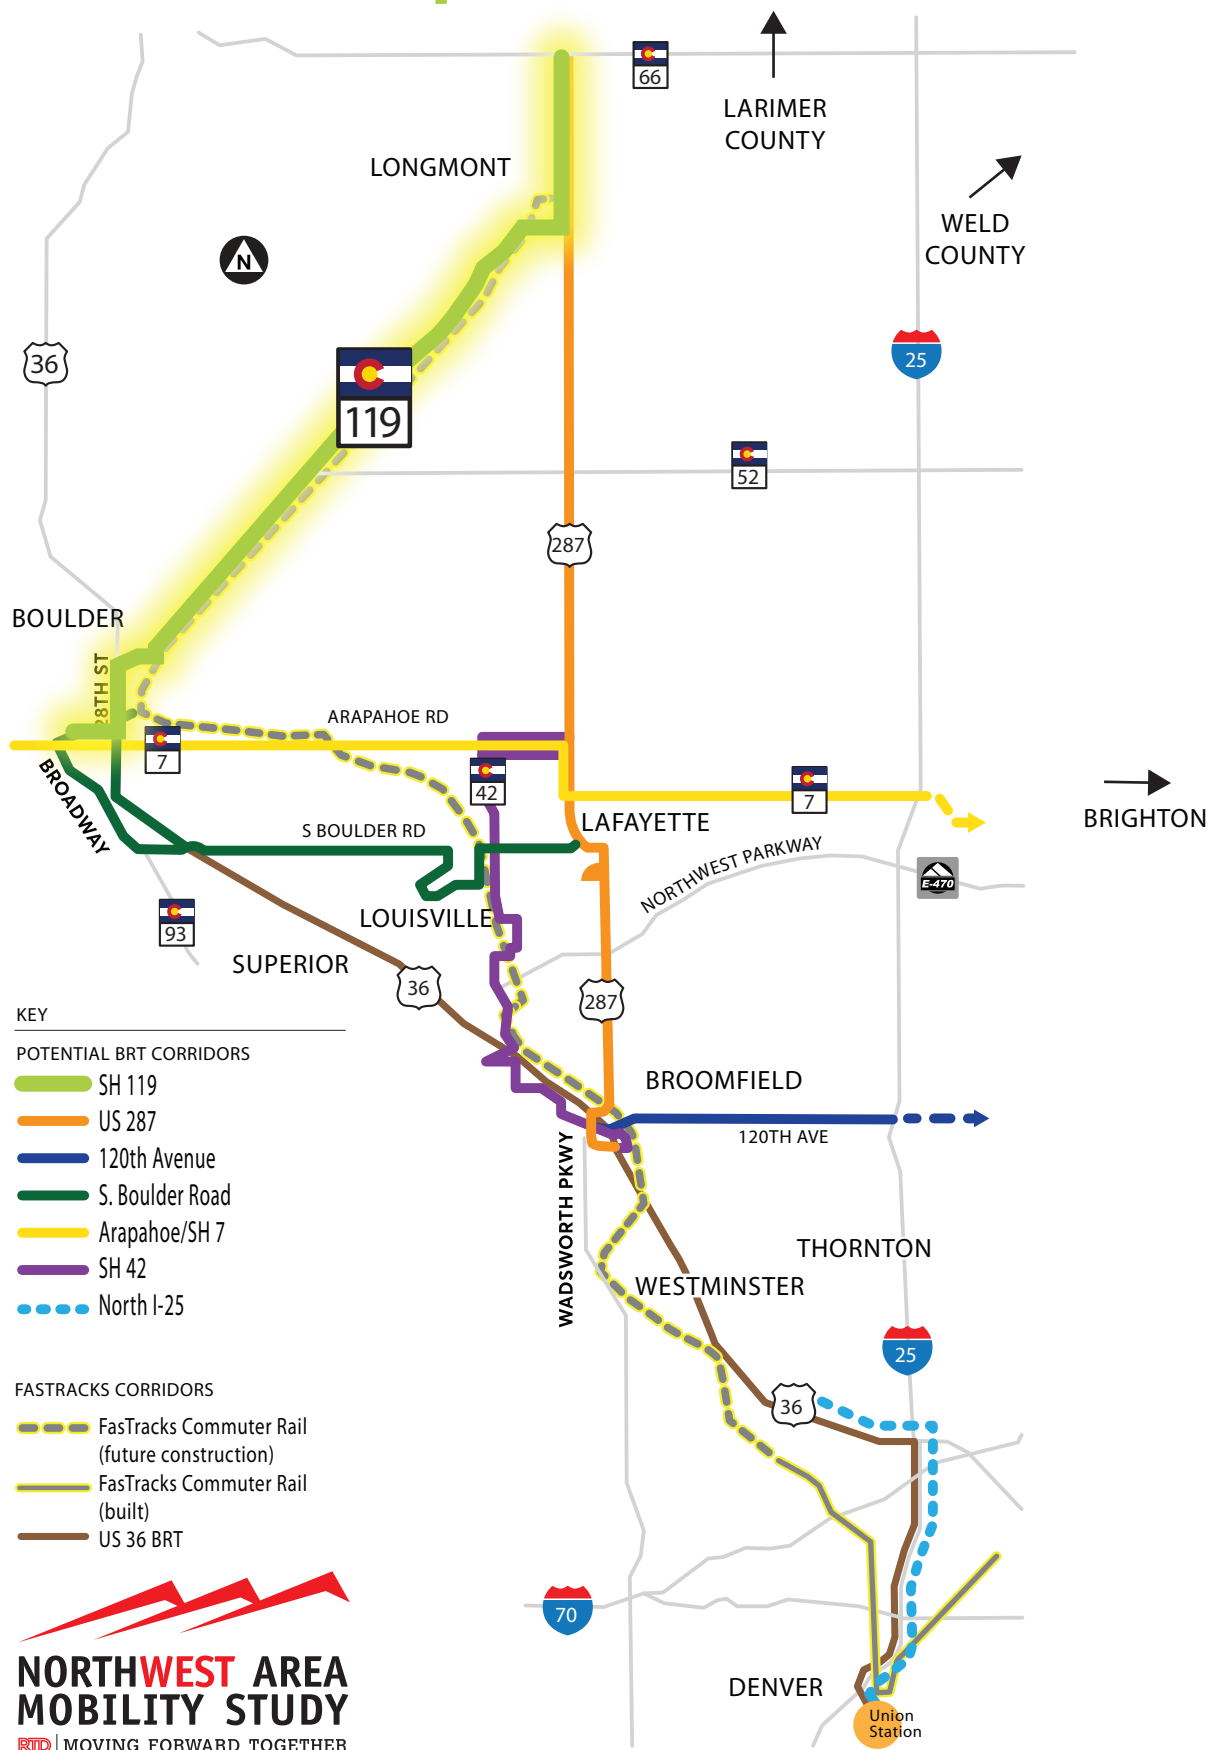 66
LARIMER
COUNTY
LONGMONT
WELD
COUNTY
N
36
25
119
52
287
BOULDER
28TH ST
ARAPAHOE RD
7
42
7
BROADWAY
S BOULDER RD
LAFAYETTE
BRIGHTON
NORTHWEST PARKWAY
E-470
93
LOUISVILLE
SUPERIOR
36
287
KEY
POTENTIAL BRT CORRIDORS
SH 119
US 287
120th Avenue
S. Boulder Road
Arapahoe/SH 7
SH 42
North I-25
BROOMFIELD
120TH AVE
WADSWORTH PKWY
THORNTON
WESTMINSTER
25
36
FASTRACKS CORRIDORS
FasTracks Commuter Rail
(future construction)
FasTracks Commuter Rail
(built)
US 36 BRT
70
DENVER
Union
Station
NORTHWEST AREA
MOBILITY STUDY
RTD | MOVING FORWARD TOGETHER